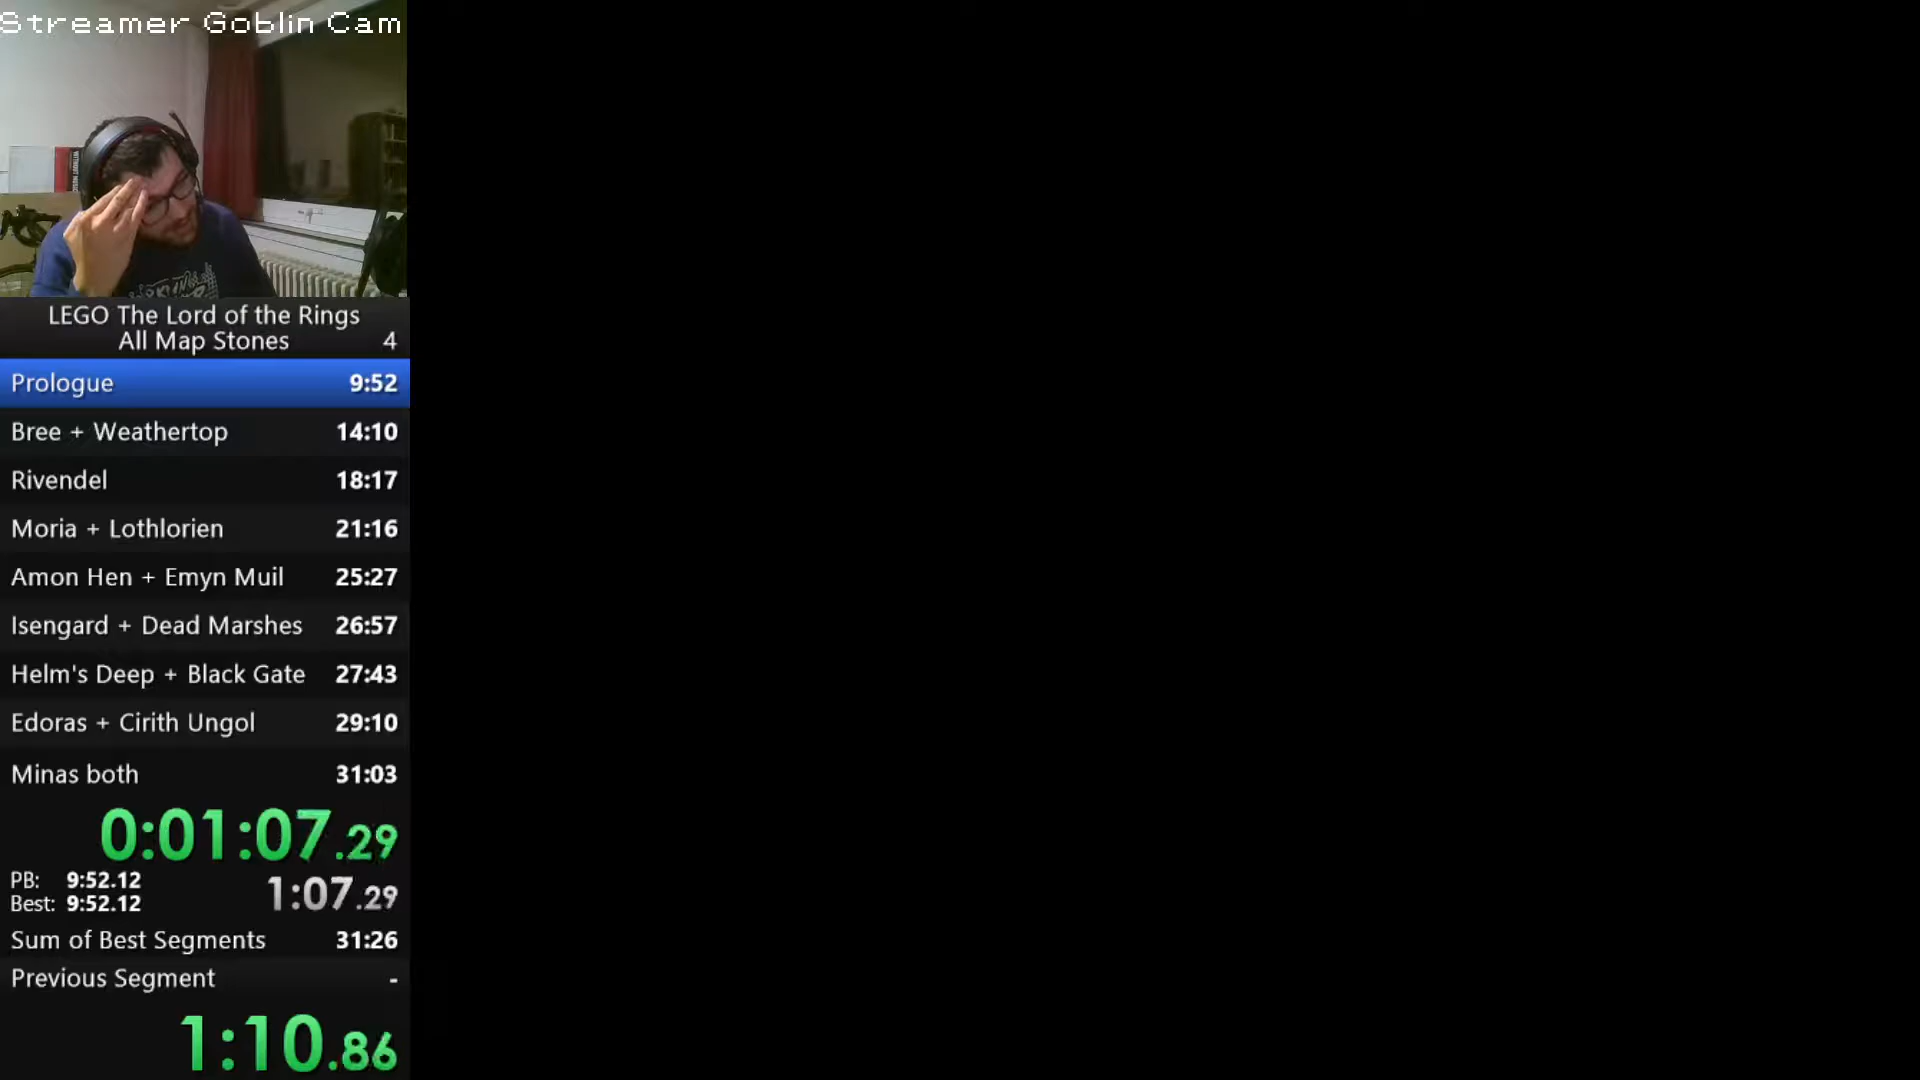 Streamer Goblin Cam
WITHOUT
LEGO The Lord of the Rings
All Map Stones 4
Prologue 9:52
Bree + Weathertop 14:10
Rivendel 18:17
Moria + Lothlorien 21:16
Amon Hen + Emyn Muil 25:27
Isengard + Dead Marshes 26:57
Helm's Deep + Black Gate 27:43
Edoras + Cirith Ungol 29:10
Minas both 31:03
0:01:07.29
PB: 9:52.12
Best: 9:52.12
1:07.29
Sum of Best Segments 31:26
Previous Segment -
1:10.86